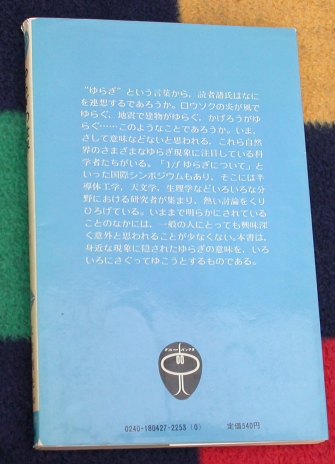 “ゆらぎ”という言葉から，読者諸氏はなに
を連想するであろうか。ロウソクの炎が風で
ゆらぐ，地震で建物がゆらぐ，かげろうがゆ
らぐ……このようなことであろうか。いま，
さして意味などないと思われる，これら自然
界のさまざまなゆらぎ現象に注目している科
学者たちがいる。「1/f ゆらぎについて」と
いった国際シンポジウムもあり，そこには半
導体工学，天文学，生理学などいろいろな分
野における研究者が集まり，熱い討論をくり
ひろげている。いままで明らかにされている
ことのなかには，一般の人にとっても興味深
く意外と思われることが少なくない。本書は，
身近な現象に隠されたゆらぎの意味を，いろ
いろにさぐってゆこうとするものである。
ブルーバックス
0240-180427-2253 (0)
定価540円